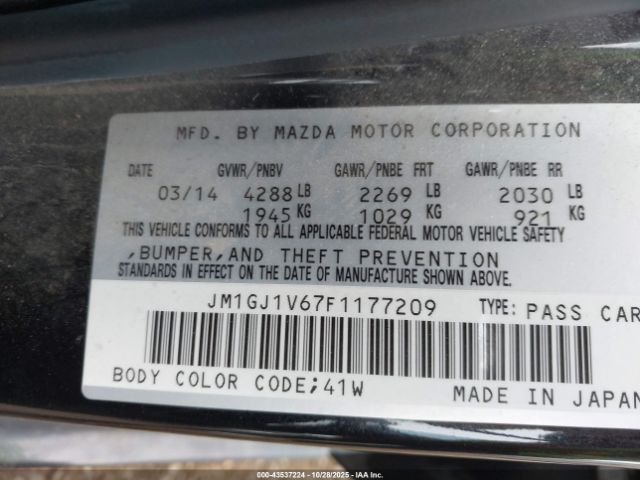 MFD. BY MAZDA MOTOR CORPORATION
DATE GVWR/PNBV GAWR/PNBE FRT GAWR/PNBE RR
03/14 4288 LB 2269 LB 2030 LB
1945 KG 1029 KG 921 KG
THIS VEHICLE CONFORMS TO ALL APPLICABLE FEDERAL MOTOR VEHICLE SAFETY
,BUMPER,AND THEFT PREVENTION
STANDARDS IN EFFECT ON THE DATE OF MANUFACTURE SHOWN ABOVE.
JM1GJ1V67F1177209 TYPE: PASS CAR
BODY COLOR CODE;41W MADE IN JAPAN
000-43537224 | 10/28/2025 | IAA Inc.